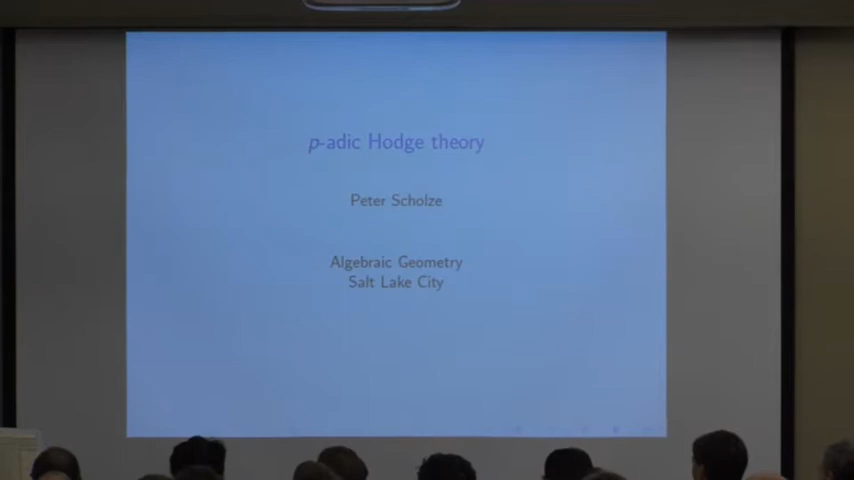 p-adic Hodge theory
Peter Scholze
Algebraic Geometry
Salt Lake City